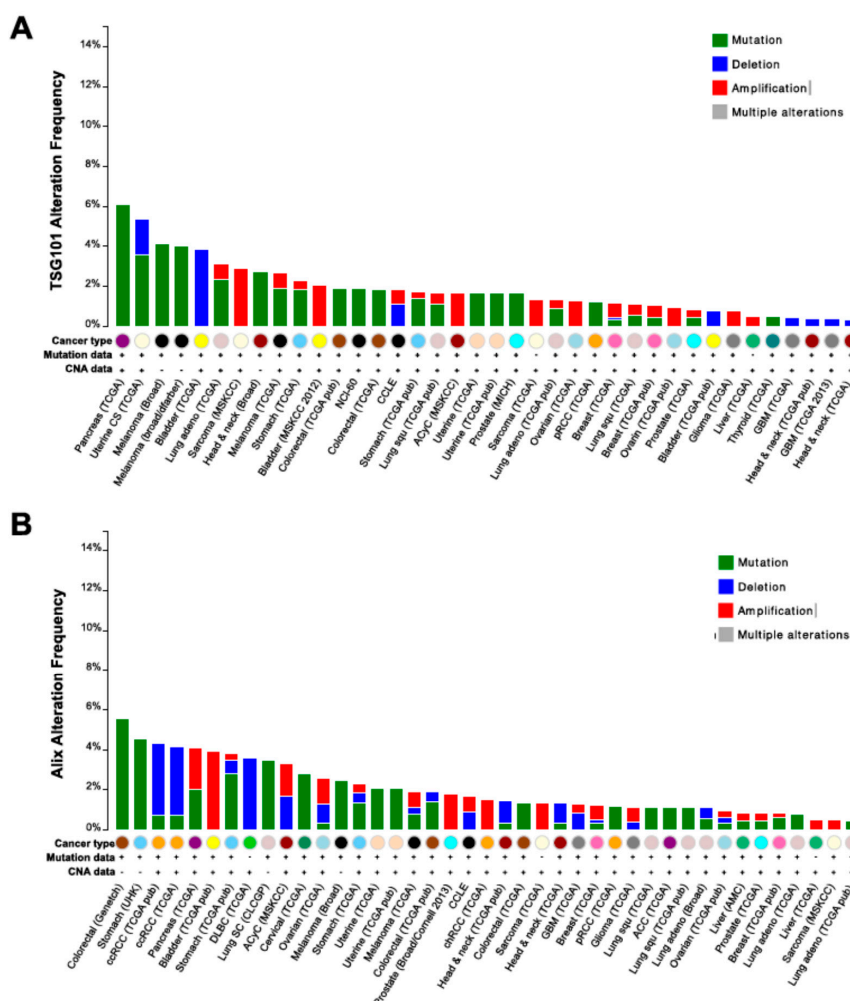 A
14%
12%
10%
8%
6%
4%
2%
0%
TSG101 Alteration Frequency
Mutation
Deletion
Amplification
Multiple alterations
Cancer type
Mutation data
+ + + + + + - + + + + + + + + + + + + + + - + + + + + + + + + - + + + + + + -
CNA data
Pancreas (TCGA)
Uterine CS (TCGA)
Melanoma (Broad)
Melanoma (broad/dfarber)
Bladder (TCGA)
Lung adeno (TCGA)
Sarcoma (MSKCC)
Head & neck (Broad)
Melanoma (TCGA)
Stomach (TCGA)
Bladder (MSKCC 2012)
Colorectal (TCGA pub)
NCI-60
Colorectal (TCGA)
CCLE
Stomach (TCGA pub)
Lung squ (TCGA pub)
ACyC (MSKCC)
Uterine (TCGA)
Uterine (TCGA pub)
Prostate (MICH)
Sarcoma (TCGA)
Lung adeno (TCGA pub)
Ovarian (TCGA)
pRCC (TCGA)
Breast (TCGA)
Lung squ (TCGA)
Breast (TCGA pub)
Ovarin (TCGA pub)
Prostate (TCGA)
Bladder (TCGA pub)
Glioma (TCGA)
Liver (TCGA)
Thyroid (TCGA)
GBM (TCGA)
Head & neck (TCGA pub)
GBM (TCGA 2013)
Head & neck (TCGA)
B
14%
12%
10%
8%
6%
4%
2%
0%
Alix Alteration Frequency
Mutation
Deletion
Amplification
Multiple alterations
Cancer type
Mutation data
CNA data
Colorectal (Genetch)
Stomach (UHK)
ccRCC (TCGA pub)
ccRCC (TCGA)
Pancreas (TCGA)
Bladder (TCGA pub)
Stomach (TCGA pub)
DLBC (TCGA)
Lung SC (CLCGP)
ACyC (MSKCC)
Cervical (TCGA)
Ovarian (TCGA)
Melanoma (Broad)
Stomach (TCGA)
Uterine (TCGA)
Uterine (TCGA pub)
Melanoma (TCGA)
Colorectal (TCGA pub)
Prostate (Broad/Cornell 2013)
CCLE
chRCC (TCGA)
Head & neck (TCGA pub)
Colorectal (TCGA)
Sarcoma (TCGA)
Head & neck (TCGA)
GBM (TCGA)
Breast (TCGA)
pRCC (TCGA)
Glioma (TCGA)
Lung squ (TCGA)
ACC (TCGA)
Lung squ (TCGA pub)
Lung adeno (Broad)
Ovarian (TCGA pub)
Liver (AMC)
Prostate (TCGA)
Breast (TCGA pub)
Lung adeno (TCGA)
Liver (TCGA)
Sarcoma (MSKCC)
Lung adeno (TCGA pub)